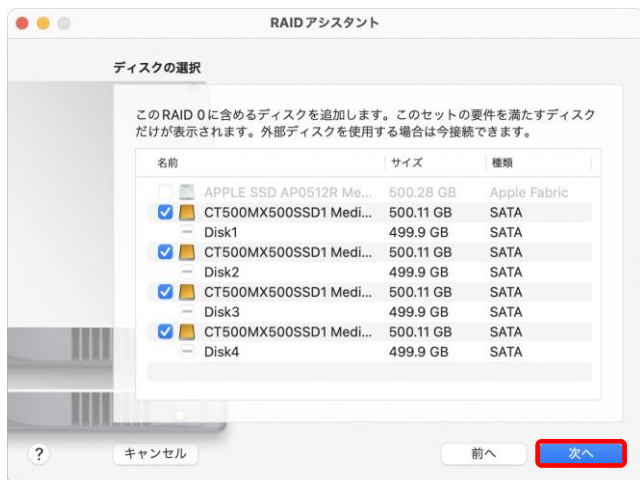 RAIDアシスタント
ディスクの選択
このRAID 0に含めるディスクを追加します。このセットの要件を満たすディスク
だけが表示されます。外部ディスクを使用する場合は今接続できます。
名前 サイズ 種類
APPLE SSD AP0512R Me... 500.28 GB Apple Fabric
CT500MX500SSD1 Medi... 500.11 GB SATA
Disk1 499.9 GB SATA
CT500MX500SSD1 Medi... 500.11 GB SATA
Disk2 499.9 GB SATA
CT500MX500SSD1 Medi... 500.11 GB SATA
Disk3 499.9 GB SATA
CT500MX500SSD1 Medi... 500.11 GB SATA
Disk4 499.9 GB SATA
? キャンセル 前へ 次へ